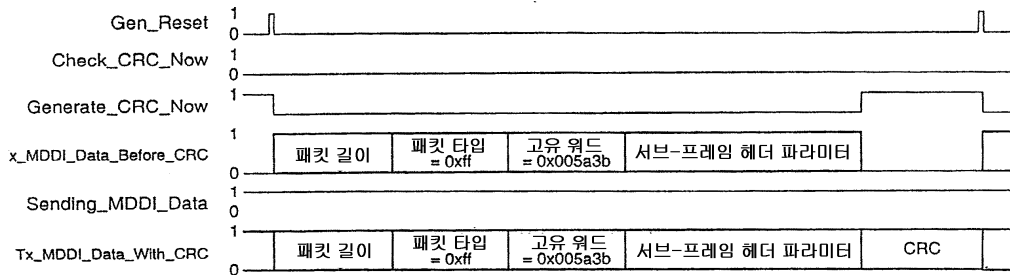 Gen_Reset
1
0
Check_CRC_Now
1
0
Generate_CRC_Now
1
0
x_MDDI_Data_Before_CRC
1
0
패킷 길이
패킷 타입
= 0xff
고유 워드
= 0x005a3b
서브-프레임 헤더 파라미터
Sending_MDDI_Data
1
0
Tx_MDDI_Data_With_CRC
1
0
패킷 길이
패킷 타입
= 0xff
고유 워드
= 0x005a3b
서브-프레임 헤더 파라미터
CRC